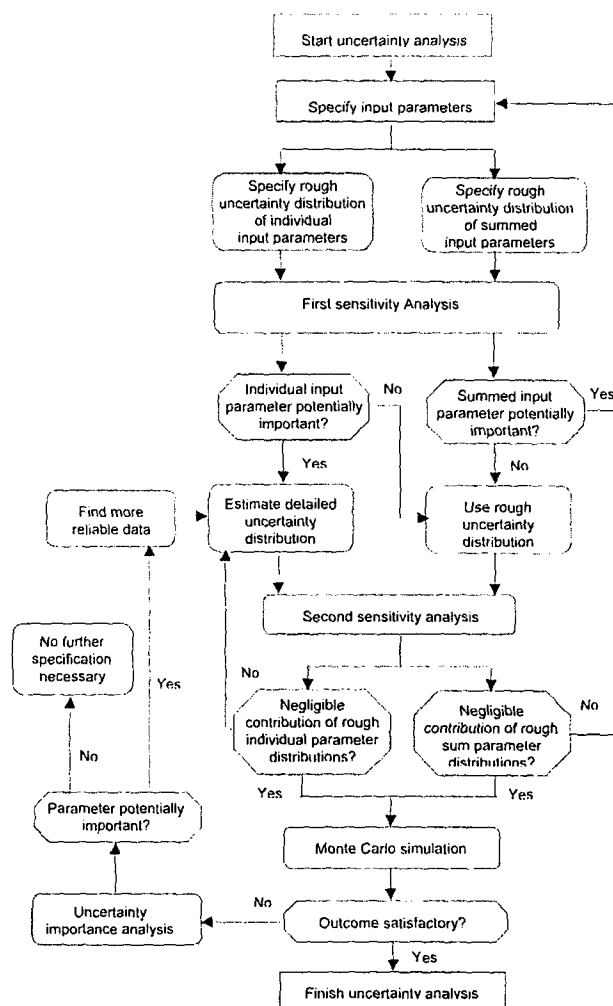 Start uncertainty analysis
Specify input parameters
Specify rough
uncertainty distribution
of individual
input parameters
Specify rough
uncertainty distribution
of summed
input parameters
First sensitivity Analysis
Individual input
parameter potentially
important?
No
Summed input
parameter potentially
important?
Yes
Yes
No
Find more
reliable data
Estimate detailed
uncertainty
distribution
Use rough
uncertainty
distribution
Second sensitivity analysis
No further
specification
necessary
Yes
No
Negligible
contribution of rough
individual parameter
distributions?
Negligible
contribution of rough
sum parameter
distributions?
No
No
Yes
Yes
Parameter potentially
important?
Monte Carlo simulation
Uncertainty
importance analysis
No
Outcome satisfactory?
Yes
Finish uncertainty analysis